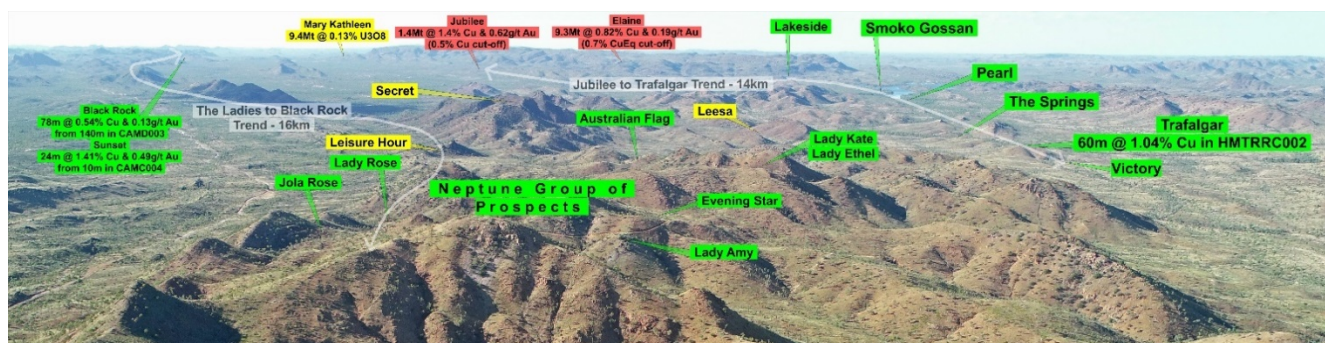 Mary Kathleen
9.4Mt @ 0.13% U3O8
Jubilee
1.4Mt @ 1.4% Cu & 0.62g/t Au
(0.5% Cu cut-off)
Elaine
9.3Mt @ 0.82% Cu & 0.19g/t Au
(0.7% CuEq cut-off)
Lakeside
Smoko Gossan
Jubilee to Trafalgar Trend - 14km
Pearl
Secret
The Springs
Black Rock
78m @ 0.54% Cu & 0.13g/t Au
from 140m in CAMD003
Sunset
24m @ 1.41% Cu & 0.49g/t Au
from 10m in CAMC004
The Ladies to Black Rock
Trend - 16km
Leesa
Australian Flag
Trafalgar
60m @ 1.04% Cu in HMTRRC002
Leisure Hour
Lady Kate
Lady Ethel
Lady Rose
Victory
Jola Rose
Neptune Group of
Prospects
Evening Star
Lady Amy